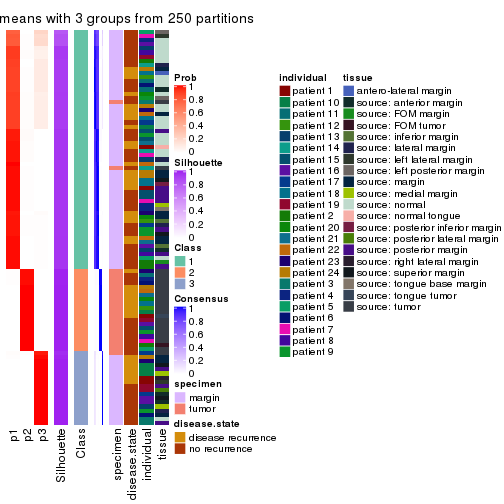 means with 3 groups from 250 partitions
Prob
1
0.8
0.6
0.4
0.2
0
Silhouette
1
0.8
0.6
0.4
0.2
0
Class
1
2
3
Consensus
1
0.8
0.6
0.4
0.2
0
specimen
margin
tumor
disease.state
disease recurrence
no recurrence
individual
patient 1
patient 10
patient 11
patient 12
patient 13
patient 14
patient 15
patient 16
patient 17
patient 18
patient 19
patient 2
patient 20
patient 21
patient 22
patient 23
patient 24
patient 3
patient 4
patient 5
patient 6
patient 7
patient 8
patient 9
tissue
antero-lateral margin
source: anterior margin
source: FOM margin
source: FOM tumor
source: inferior margin
source: lateral margin
source: left lateral margin
source: left posterior margin
source: margin
source: medial margin
source: normal
source: normal tongue
source: posterior inferior margin
source: posterior lateral margin
source: posterior margin
source: right lateral margin
source: superior margin
source: tongue base margin
source: tongue tumor
source: tumor
p1
p2
p3
Silhouette
Class
specimen
disease.state
individual
tissue